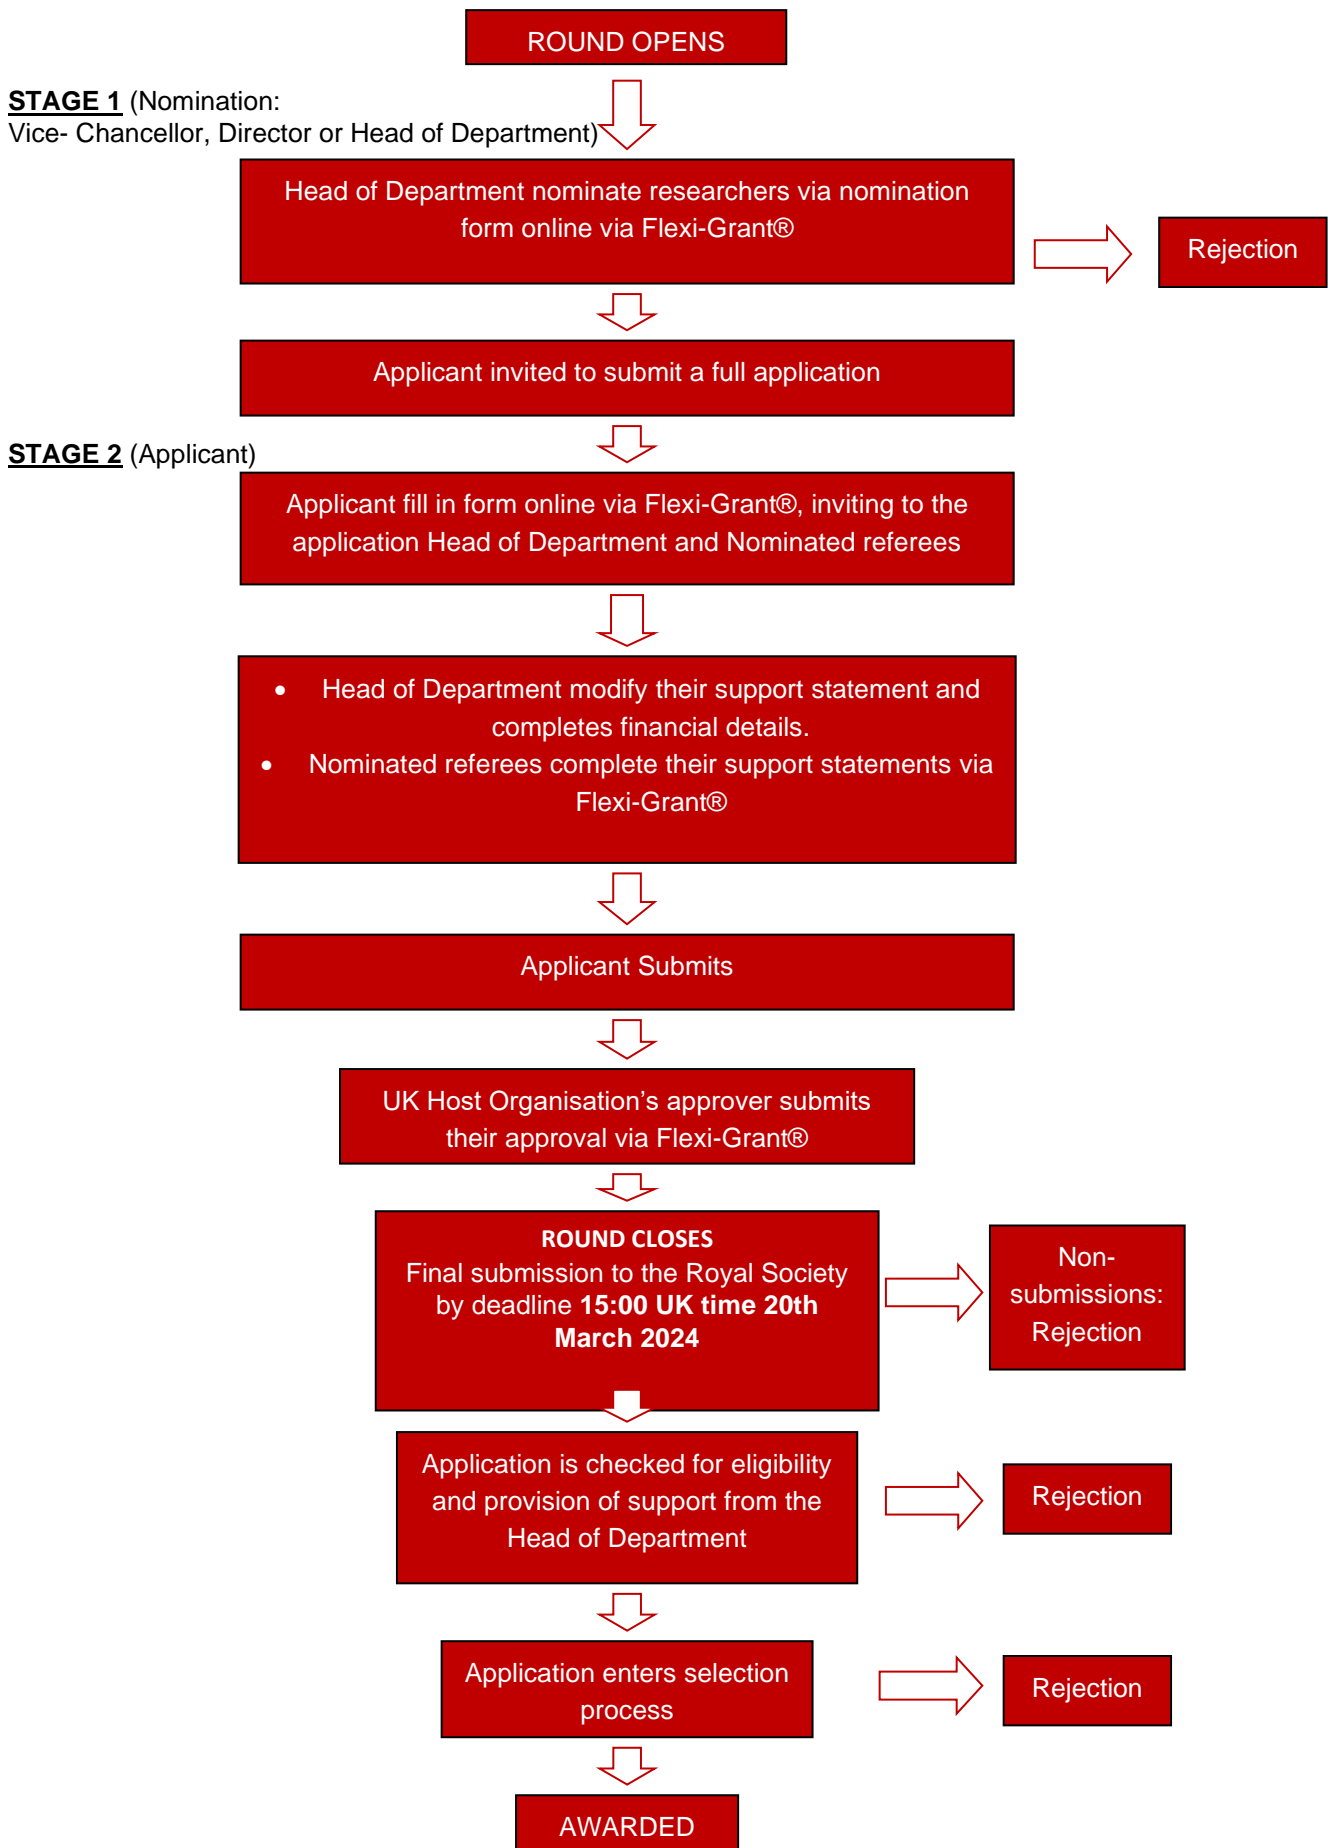 ROUND OPENS
STAGE 1 (Nomination:
Vice- Chancellor, Director or Head of Department)
Head of Department nominate researchers via nomination
form online via Flexi-Grant®
Rejection
Applicant invited to submit a full application
STAGE 2 (Applicant)
Applicant fill in form online via Flexi-Grant®, inviting to the
application Head of Department and Nominated referees
• Head of Department modify their support statement and
completes financial details.
• Nominated referees complete their support statements via
Flexi-Grant®
Applicant Submits
UK Host Organisation’s approver submits
their approval via Flexi-Grant®
ROUND CLOSES
Final submission to the Royal Society
by deadline 15:00 UK time 20th
March 2024
Non-
submissions:
Rejection
Application is checked for eligibility
and provision of support from the
Head of Department
Rejection
Application enters selection
process
Rejection
AWARDED